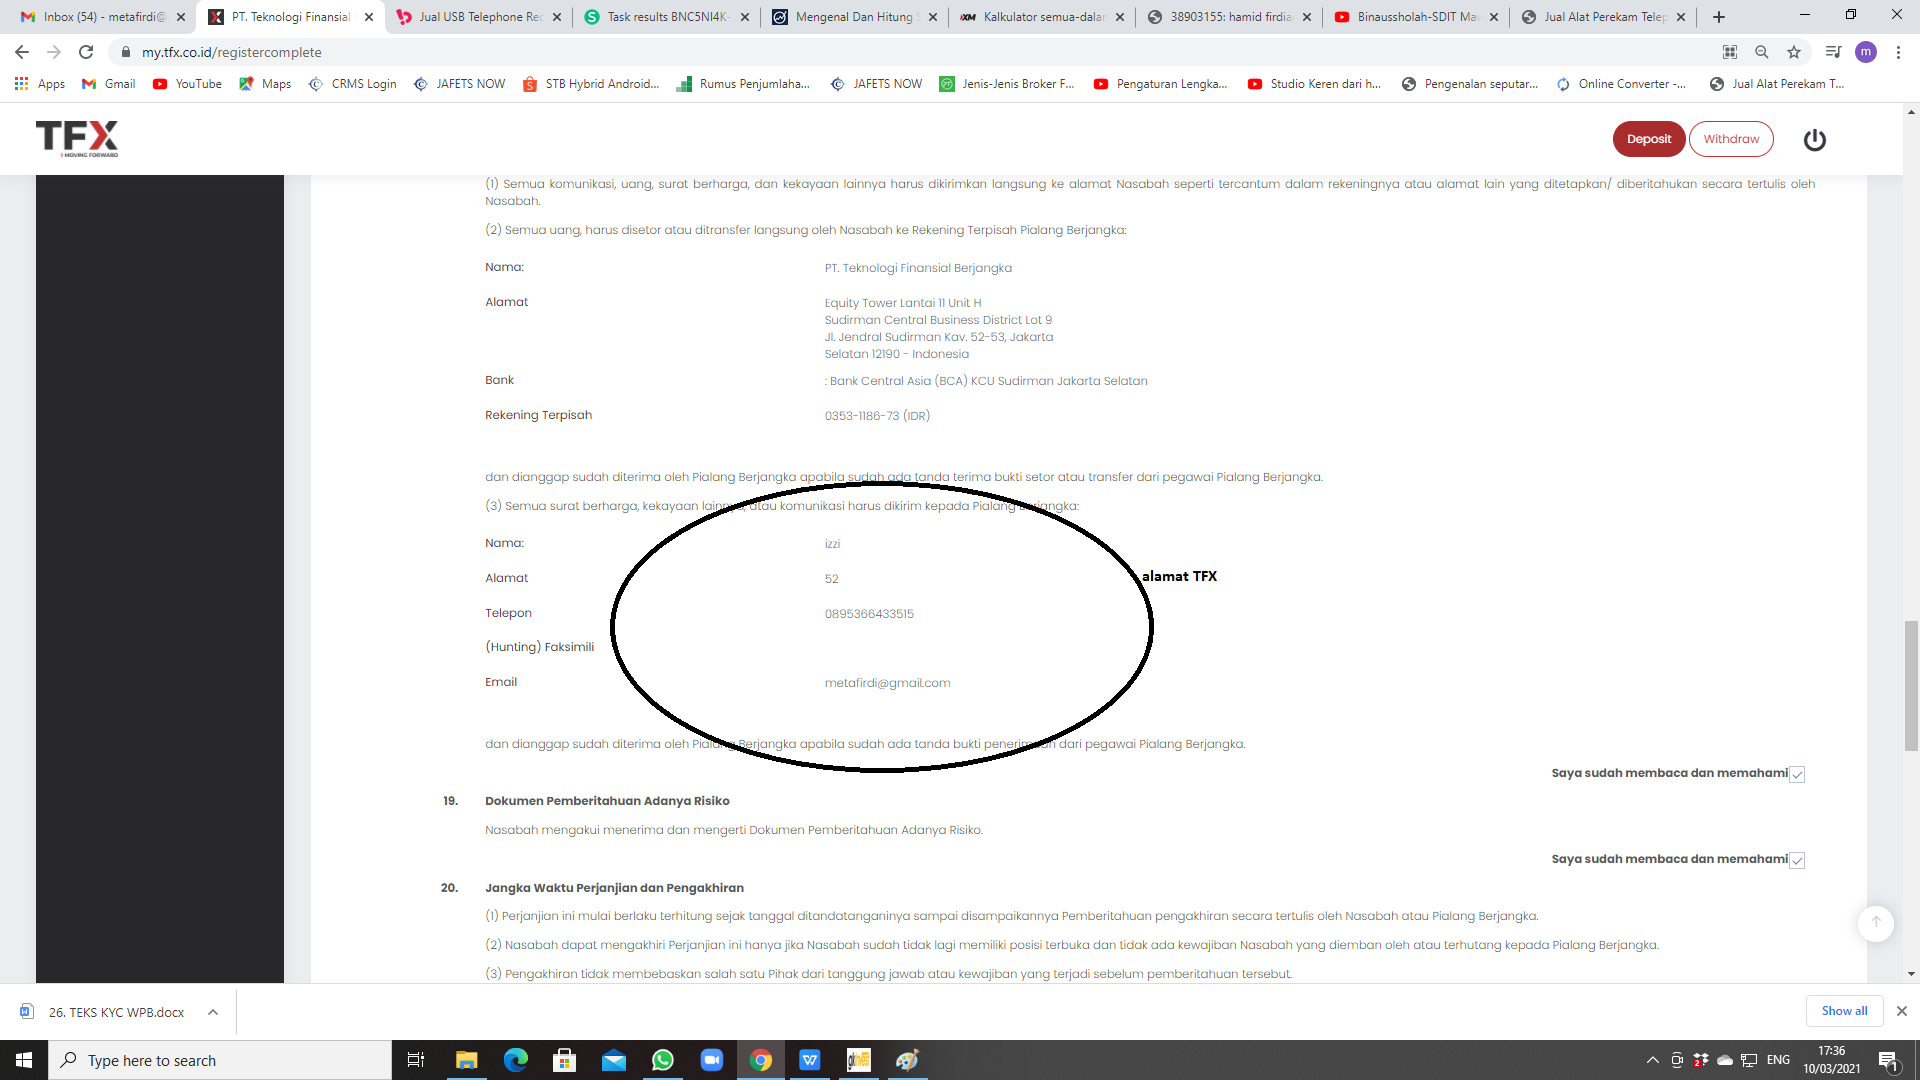 Inbox (54) - metafirdi@
PT. Teknologi Finansial
Jual USB Telephone Rec
Task results BNC5NI4K-
Mengenal Dan Hitung S
Kalkulator semua-dalam
38903155: hamid firdia
Binaussholah-SDIT Maw
Jual Alat Perekam Telep
my.tfx.co.id/registercomplete
m
Apps
Gmail
YouTube
Maps
CRMS Login
JAFETS NOW
STB Hybrid Android...
Rumus Penjumlaha...
JAFETS NOW
Jenis-Jenis Broker F...
Pengaturan Lengka...
Studio Keren dari h...
Pengenalan seputar...
Online Converter -...
Jual Alat Perekam T...
TFX
MOVING FORWARD
Deposit
Withdraw
(1) Semua komunikasi, uang, surat berharga, dan kekayaan lainnya harus dikirimkan langsung ke alamat Nasabah seperti tercantum dalam rekeningnya atau alamat lain yang ditetapkan/ diberitahukan secara tertulis oleh
Nasabah.
(2) Semua uang, harus disetor atau ditransfer langsung oleh Nasabah ke Rekening Terpisah Pialang Berjangka:
Nama: PT. Teknologi Finansial Berjangka
Alamat Equity Tower Lantai 11 Unit H
Sudirman Central Business District Lot 9
Jl. Jendral Sudirman Kav. 52-53, Jakarta
Selatan 12190 - Indonesia
Bank : Bank Central Asia (BCA) KCU Sudirman Jakarta Selatan
Rekening Terpisah 0353-1186-73 (IDR)
dan dianggap sudah diterima oleh Pialang Berjangka apabila sudah ada tanda terima bukti setor atau transfer dari pegawai Pialang Berjangka.
(3) Semua surat berharga, kekayaan lainnya, atau komunikasi harus dikirim kepada Pialang Berjangka:
Nama: izzi
Alamat 52
alamat TFX
Telepon 0895366433515
(Hunting) Faksimili
Email metafirdi@gmail.com
dan dianggap sudah diterima oleh Pialang Berjangka apabila sudah ada tanda bukti penerimaan dari pegawai Pialang Berjangka.
Saya sudah membaca dan memahami
19. Dokumen Pemberitahuan Adanya Risiko
Nasabah mengakui menerima dan mengerti Dokumen Pemberitahuan Adanya Risiko.
Saya sudah membaca dan memahami
20. Jangka Waktu Perjanjian dan Pengakhiran
(1) Perjanjian ini mulai berlaku terhitung sejak tanggal ditandatanganinya sampai disampaikannya Pemberitahuan pengakhiran secara tertulis oleh Nasabah atau Pialang Berjangka.
(2) Nasabah dapat mengakhiri Perjanjian ini hanya jika Nasabah sudah tidak lagi memiliki posisi terbuka dan tidak ada kewajiban Nasabah yang diemban oleh atau terhutang kepada Pialang Berjangka.
(3) Pengakhiran tidak membebaskan salah satu Pihak dari tanggung jawab atau kewajiban yang terjadi sebelum pemberitahuan tersebut.
26. TEKS KYC WPB.docx
Show all
Type here to search
ENG
17:36
10/03/2021
1